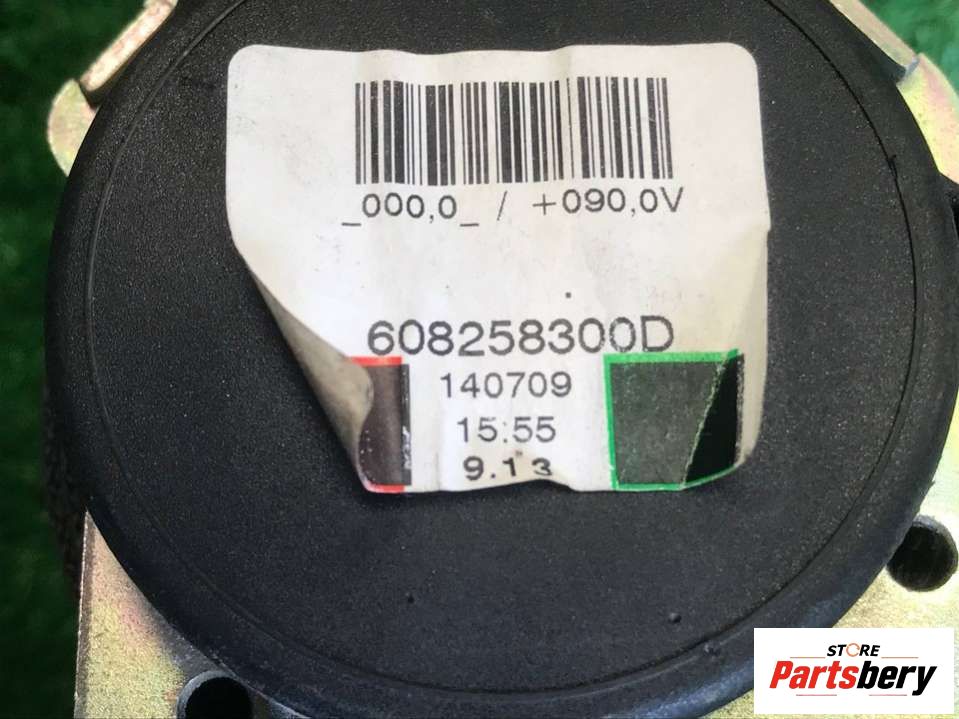 _000,0_ / +090,0V
608258300D
140709
15:55
9.13
STORE
Partsbery